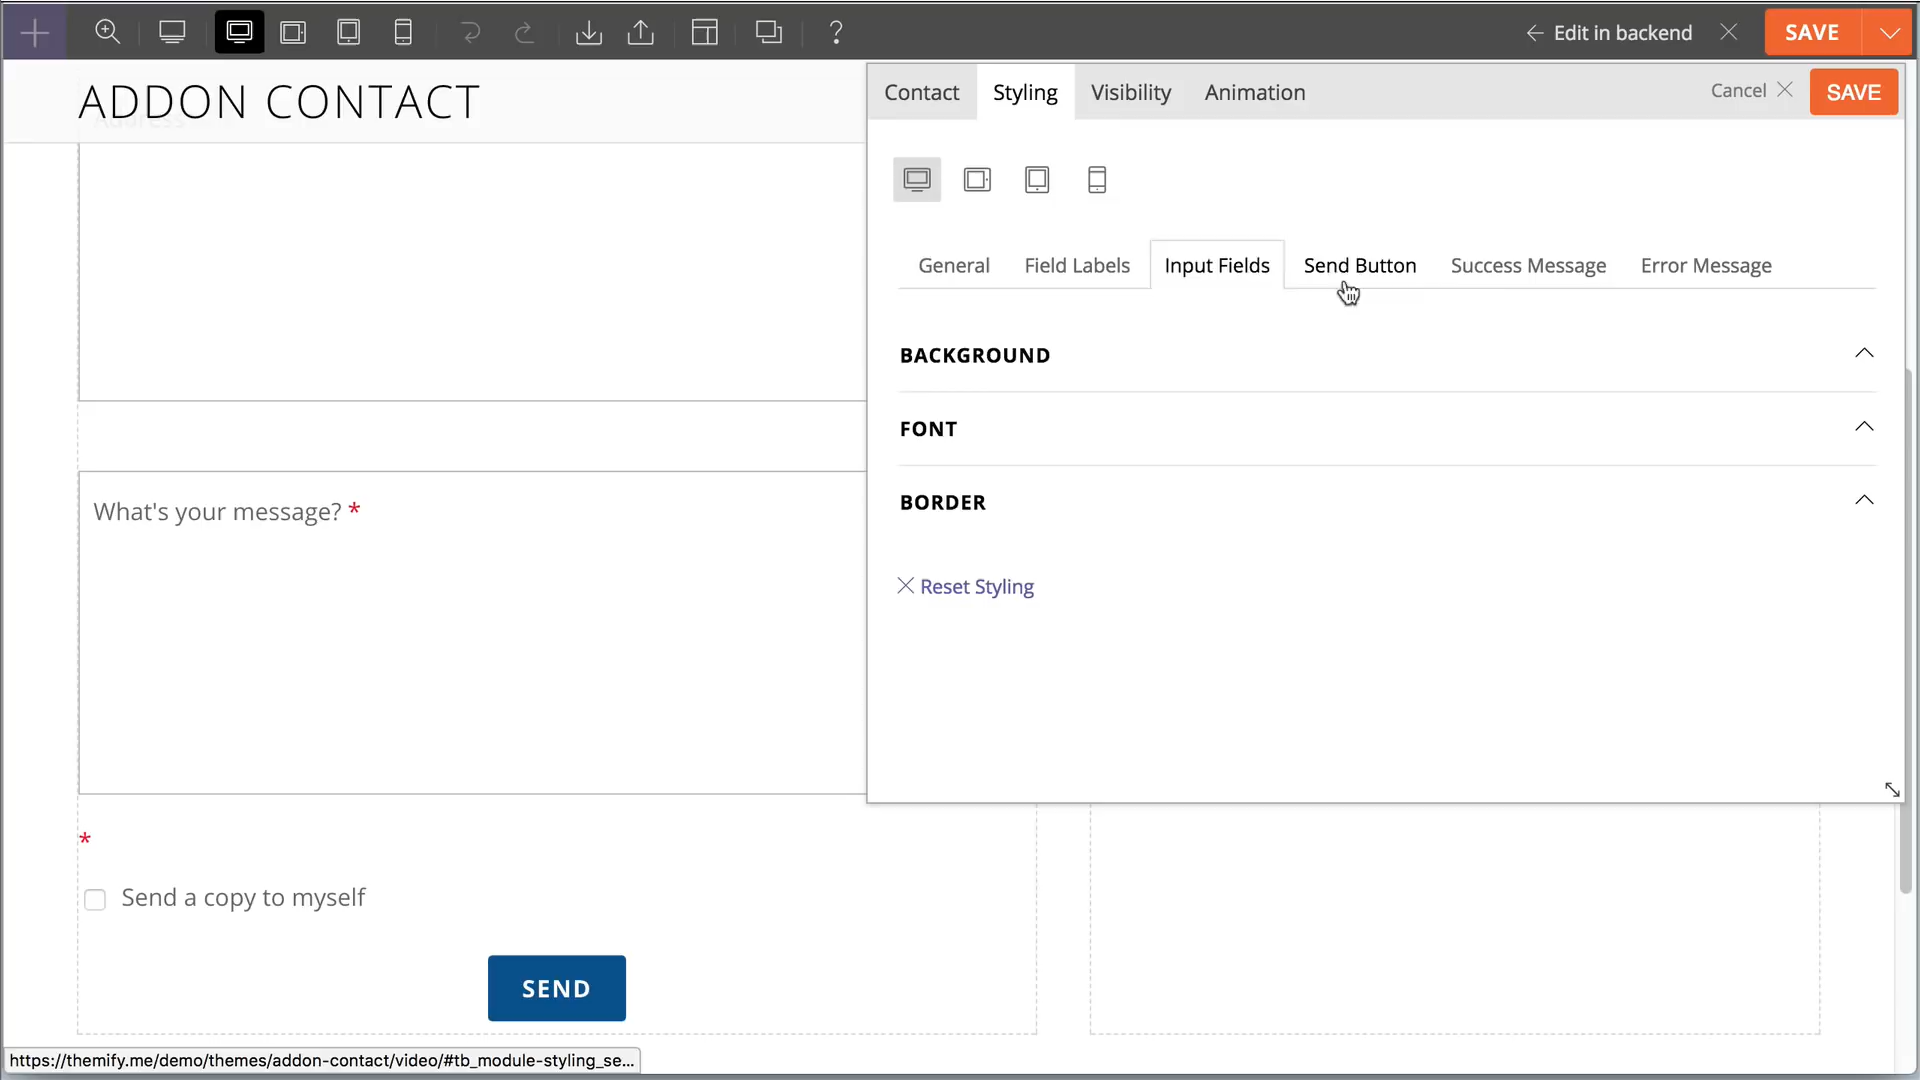 ← Edit in backend
SAVE
Contact Styling Visibility Animation
Cancel
SAVE
ADDON CONTACT
General Field Labels Input Fields Send Button Success Message Error Message
BACKGROUND
FONT
BORDER
Reset Styling
What's your message? *
*
Send a copy to myself
SEND
https://themify.me/demo/themes/addon-contact/video/#tb_module-styling_se...